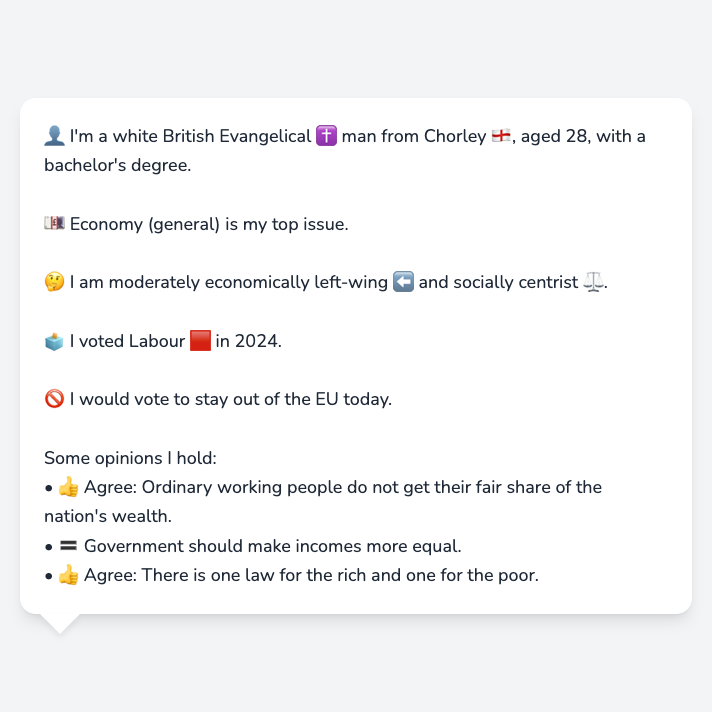 👤 I'm a white British Evangelical ✝️ man from Chorley 🏴󠁧󠁢󠁥󠁮󠁧󠁿, aged 28, with a
bachelor's degree.
💷 Economy (general) is my top issue.
🤔 I am moderately economically left-wing ⬅️ and socially centrist ⚖️.
🗳️ I voted Labour 🟥 in 2024.
🚫 I would vote to stay out of the EU today.
Some opinions I hold:
• 👍 Agree: Ordinary working people do not get their fair share of the
nation's wealth.
• 🟰 Government should make incomes more equal.
• 👍 Agree: There is one law for the rich and one for the poor.